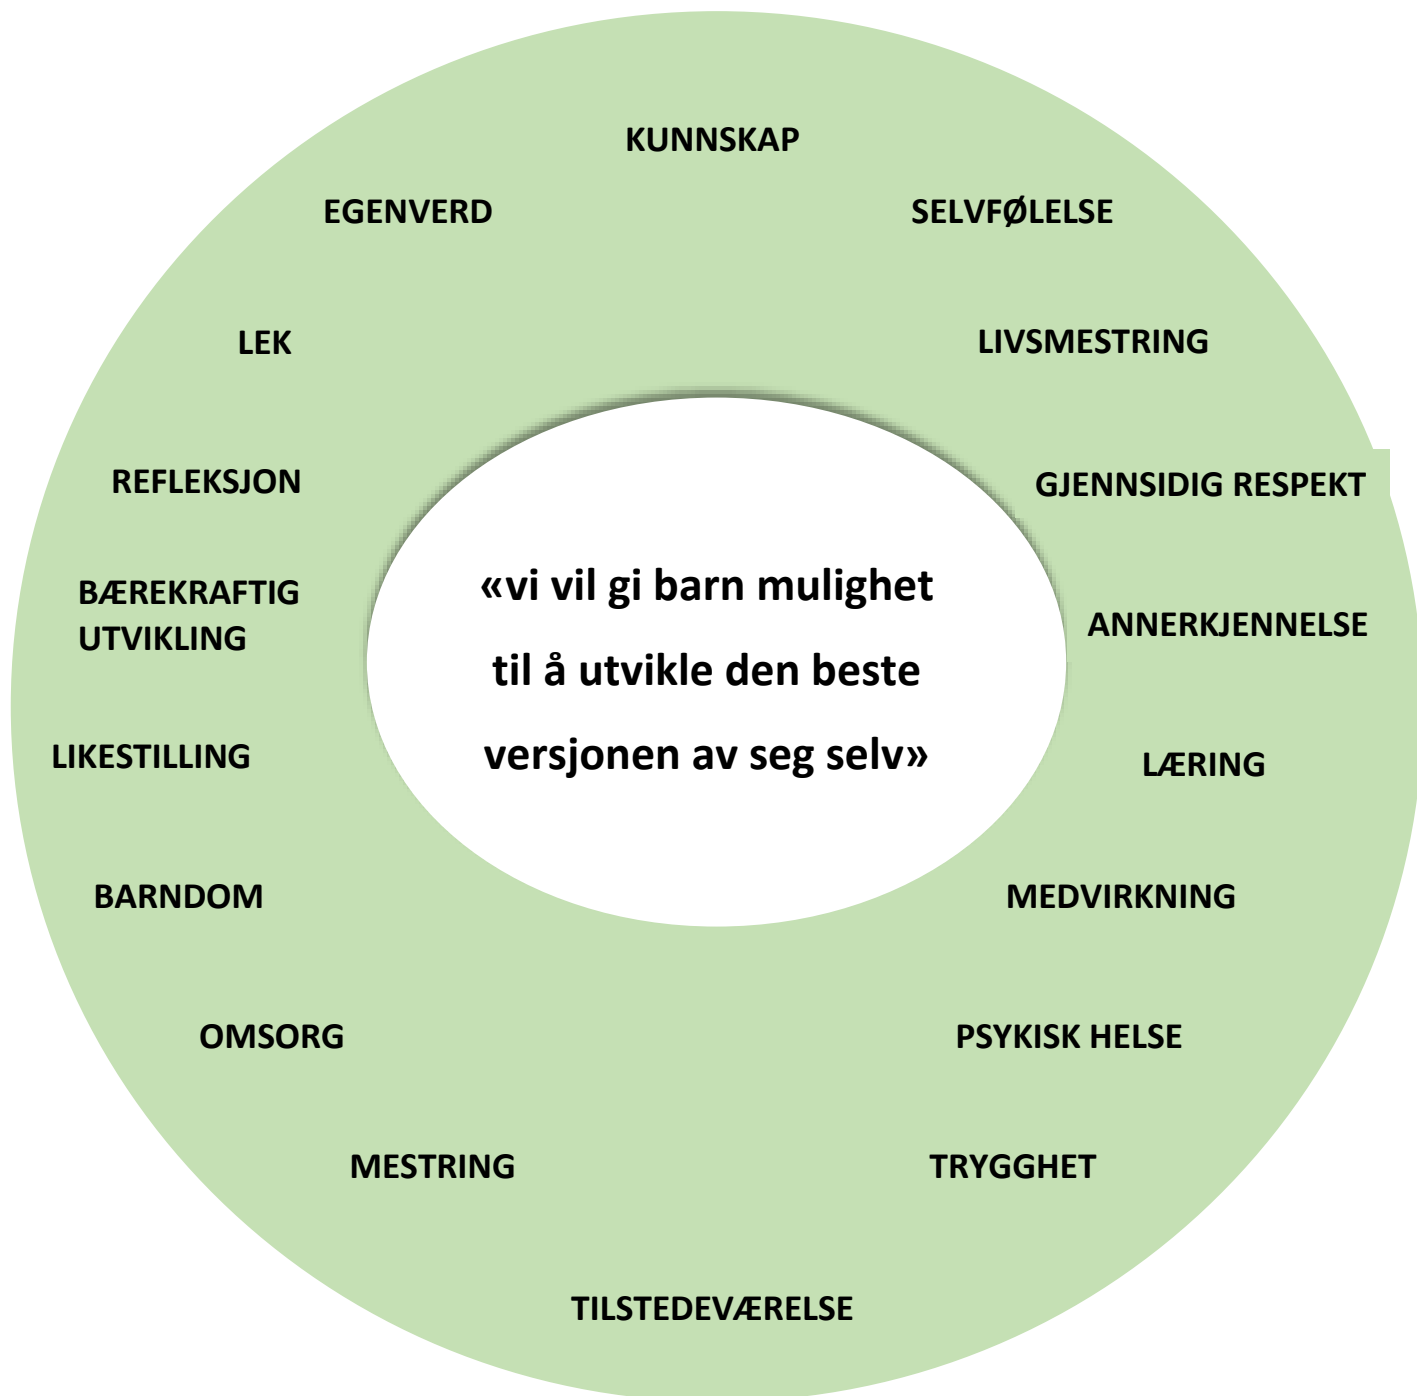 KUNNSKAP
EGENVERD
SELVFØLELSE
LEK
LIVSMESTRING
REFLEKSJON
GJENNSIDIG RESPEKT
«vi vil gi barn mulighet
til å utvikle den beste
versjonen av seg selv»
BÆREKRAFTIG
UTVIKLING
ANNERKJENNELSE
LIKESTILLING
LÆRING
BARNDOM
MEDVIRKNING
OMSORG
PSYKISK HELSE
MESTRING
TRYGGHET
TILSTEDEVÆRELSE